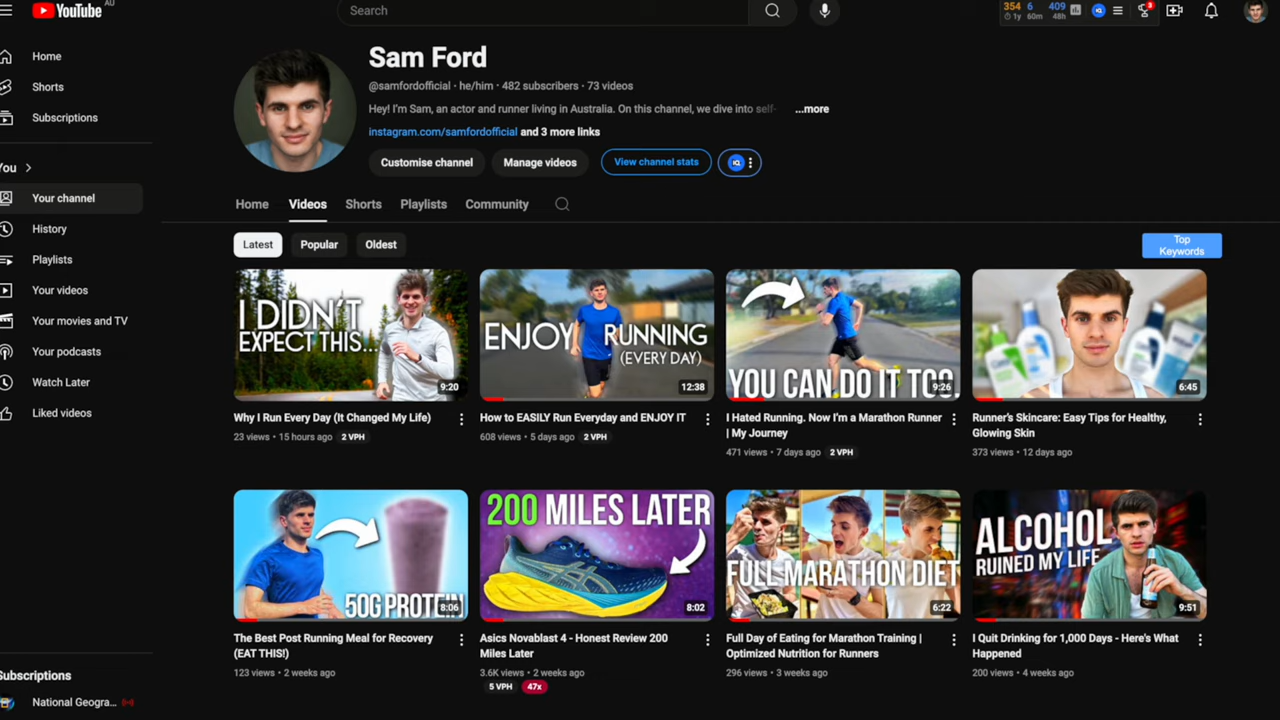 YouTube AU
Search
354 6 409
1y 60m 48h
3
Home
Shorts
Subscriptions
You
Your channel
History
Playlists
Your videos
Your movies and TV
Your podcasts
Watch Later
Liked videos
Subscriptions
National Geogra...
Sam Ford
@samfordofficial · he/him · 482 subscribers · 73 videos
Hey! I'm Sam, an actor and runner living in Australia. On this channel, we dive into self- ...more
instagram.com/samfordofficial and 3 more links
Customise channel
Manage videos
View channel stats
Home
Videos
Shorts
Playlists
Community
Latest
Popular
Oldest
Top
Keywords
I DIDN'T
EXPECT THIS...
9:20
Why I Run Every Day (It Changed My Life)
23 views · 15 hours ago 2 VPH
ENJOY RUNNING
(EVERY DAY)
12:38
How to EASILY Run Everyday and ENJOY IT
608 views · 5 days ago 2 VPH
YOU CAN DO IT TOO
9:26
I Hated Running. Now I'm a Marathon Runner
| My Journey
471 views · 7 days ago 2 VPH
6:45
Runner's Skincare: Easy Tips for Healthy,
Glowing Skin
373 views · 12 days ago
50G PROTEIN
8:06
The Best Post Running Meal for Recovery
(EAT THIS!)
123 views · 2 weeks ago
200 MILES LATER
8:02
Asics Novablast 4 - Honest Review 200
Miles Later
3.6K views · 2 weeks ago
5 VPH 47x
FULL MARATHON DIET
6:22
Full Day of Eating for Marathon Training |
Optimized Nutrition for Runners
296 views · 3 weeks ago
ALCOHOL
RUINED MY LIFE
9:51
I Quit Drinking for 1,000 Days - Here's What
Happened
200 views · 4 weeks ago